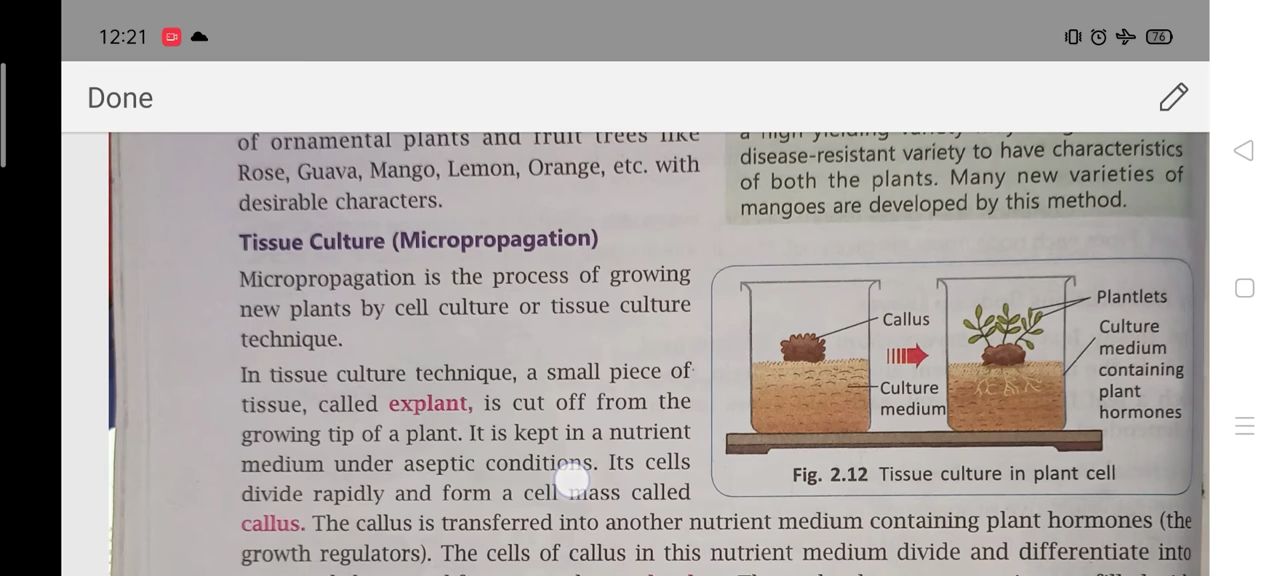 12:21
76
Done
of ornamental plants and fruit trees like
Rose, Guava, Mango, Lemon, Orange, etc. with
desirable characters.
a high yielding variety
disease-resistant variety to have characteristics
of both the plants. Many new varieties of
mangoes are developed by this method.
Tissue Culture (Micropropagation)
Micropropagation is the process of growing
new plants by cell culture or tissue culture
technique.
In tissue culture technique, a small piece of
tissue, called explant, is cut off from the
growing tip of a plant. It is kept in a nutrient
medium under aseptic conditions. Its cells
divide rapidly and form a cell mass called
callus. The callus is transferred into another nutrient medium containing plant hormones (the
growth regulators). The cells of callus in this nutrient medium divide and differentiate into
Callus
Culture
medium
Plantlets
Culture
medium
containing
plant
hormones
Fig. 2.12 Tissue culture in plant cell